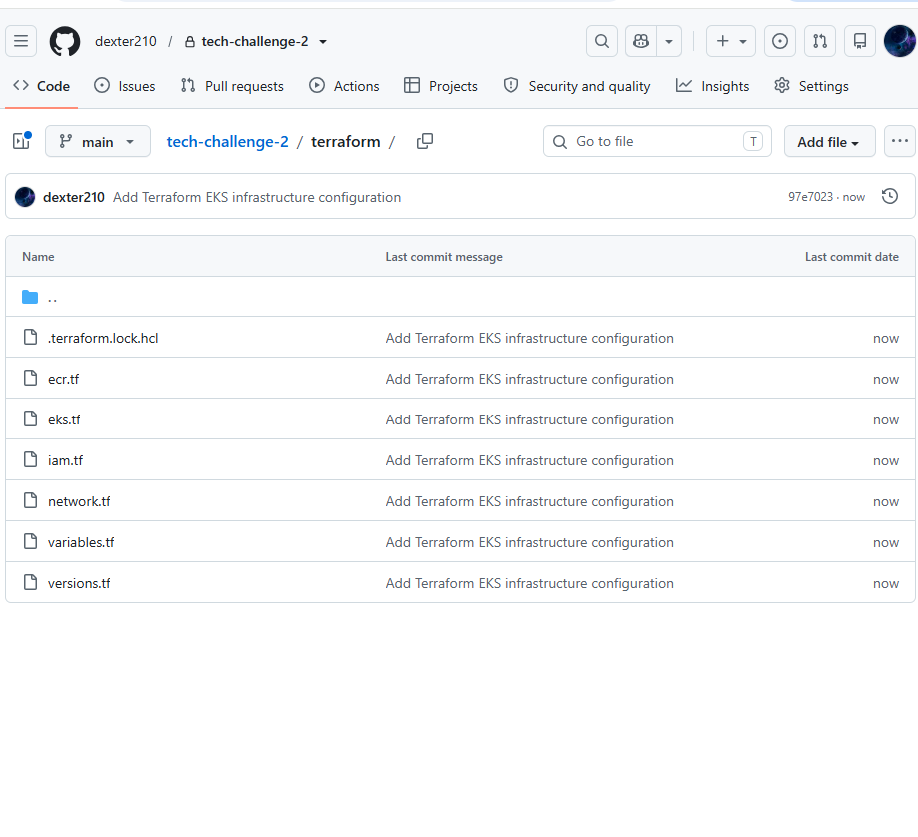 dexter210 / tech-challenge-2
Code Issues Pull requests Actions Projects Security and quality Insights Settings
main tech-challenge-2 / terraform / Go to file T Add file
dexter210 Add Terraform EKS infrastructure configuration 97e7023 · now
Name Last commit message Last commit date
..
.terraform.lock.hcl Add Terraform EKS infrastructure configuration now
ecr.tf Add Terraform EKS infrastructure configuration now
eks.tf Add Terraform EKS infrastructure configuration now
iam.tf Add Terraform EKS infrastructure configuration now
network.tf Add Terraform EKS infrastructure configuration now
variables.tf Add Terraform EKS infrastructure configuration now
versions.tf Add Terraform EKS infrastructure configuration now